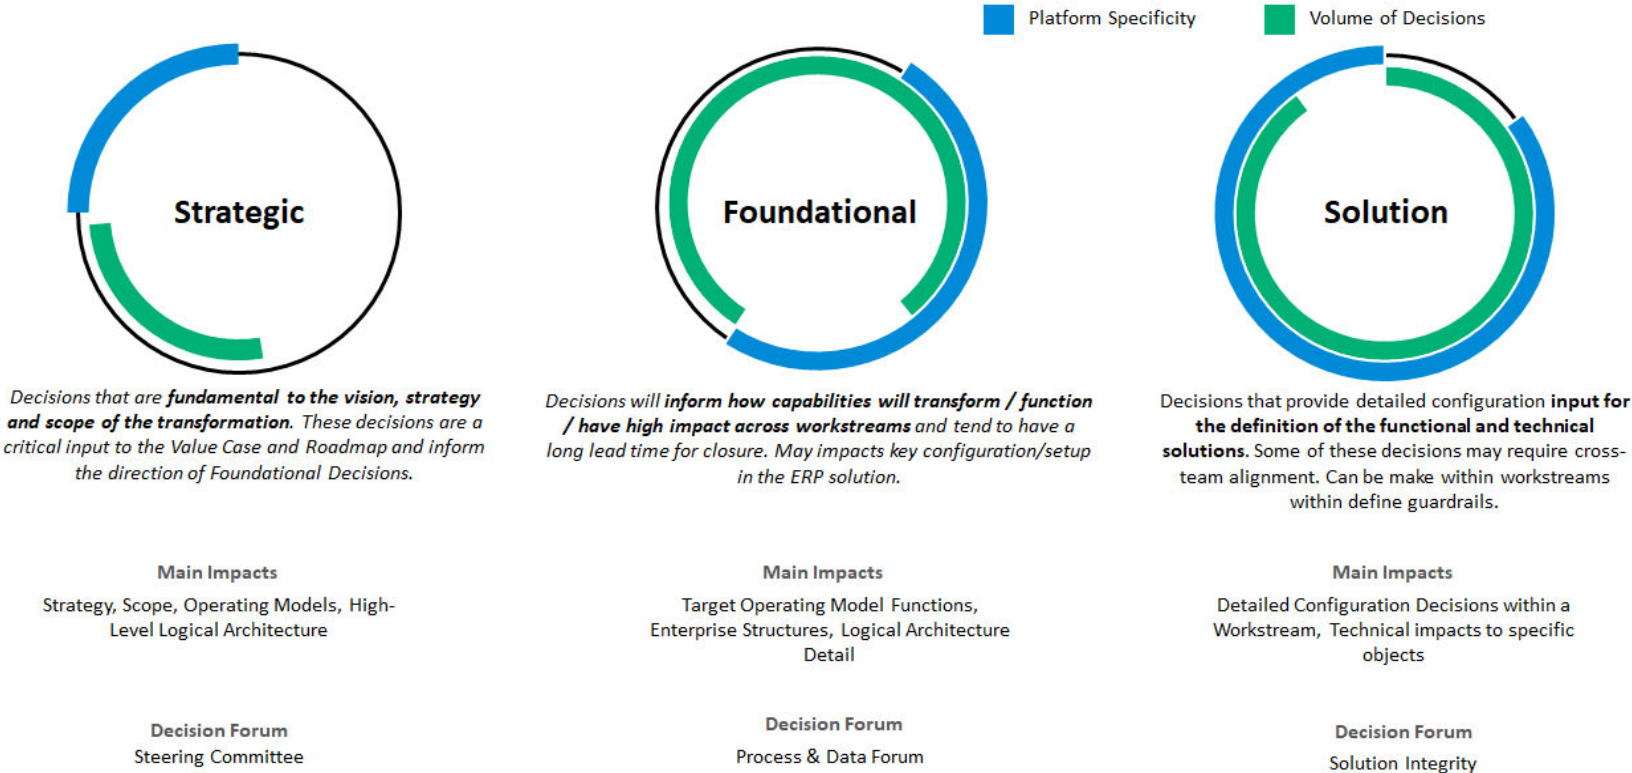 Platform Specificity
Volume of Decisions
Strategic
Decisions that are fundamental to the vision, strategy
and scope of the transformation. These decisions are a
critical input to the Value Case and Roadmap and inform
the direction of Foundational Decisions.
Main Impacts
Strategy, Scope, Operating Models, High-
Level Logical Architecture
Decision Forum
Steering Committee
Foundational
Decisions will inform how capabilities will transform / function
/ have high impact across workstreams and tend to have a
long lead time for closure. May impacts key configuration/setup
in the ERP solution.
Main Impacts
Target Operating Model Functions,
Enterprise Structures, Logical Architecture
Detail
Decision Forum
Process & Data Forum
Solution
Decisions that provide detailed configuration input for
the definition of the functional and technical
solutions. Some of these decisions may require cross-
team alignment. Can be make within workstreams
within define guardrails.
Main Impacts
Detailed Configuration Decisions within a
Workstream, Technical impacts to specific
objects
Decision Forum
Solution Integrity